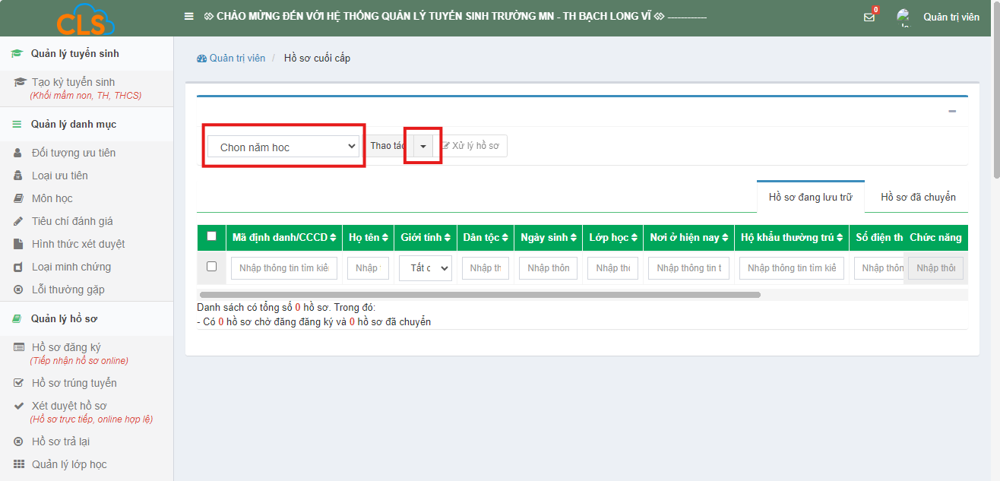 CLS
CHÀO MỪNG ĐẾN VỚI HỆ THỐNG QUẢN LÝ TUYỂN SINH TRƯỜNG MN - TH BẠCH LONG VĨ ------------
0
Quản trị viên
Quản lý tuyển sinh
Tạo kỳ tuyển sinh
(Khối mầm non, TH, THCS)
Quản lý danh mục
Đối tượng ưu tiên
Loại ưu tiên
Môn học
Tiêu chí đánh giá
Hình thức xét duyệt
Loại minh chứng
Lỗi thường gặp
Quản lý hồ sơ
Hồ sơ đăng ký
(Tiếp nhận hồ sơ online)
Hồ sơ trúng tuyển
Xét duyệt hồ sơ
(Hồ sơ trực tiếp, online hợp lệ)
Hồ sơ trả lại
Quản lý lớp học
Quản trị viên / Hồ sơ cuối cấp
Chọn năm học Thao tác Xử lý hồ sơ
Hồ sơ đang lưu trữ Hồ sơ đã chuyển
Mã định danh/CCCD Họ tên Giới tính Dân tộc Ngày sinh Lớp học Nơi ở hiện nay Hộ khẩu thường trú Số điện th Chức năng
Nhập thông tin tìm kiế Nhập Tất c Nhập th Nhập thôn Nhập thô Nhập thông tin t Nhập thông tin tìm kiế Nhập thôn Nhập thôn
Danh sách có tổng số 0 hồ sơ. Trong đó:
- Có 0 hồ sơ chờ đăng đăng ký và 0 hồ sơ đã chuyển